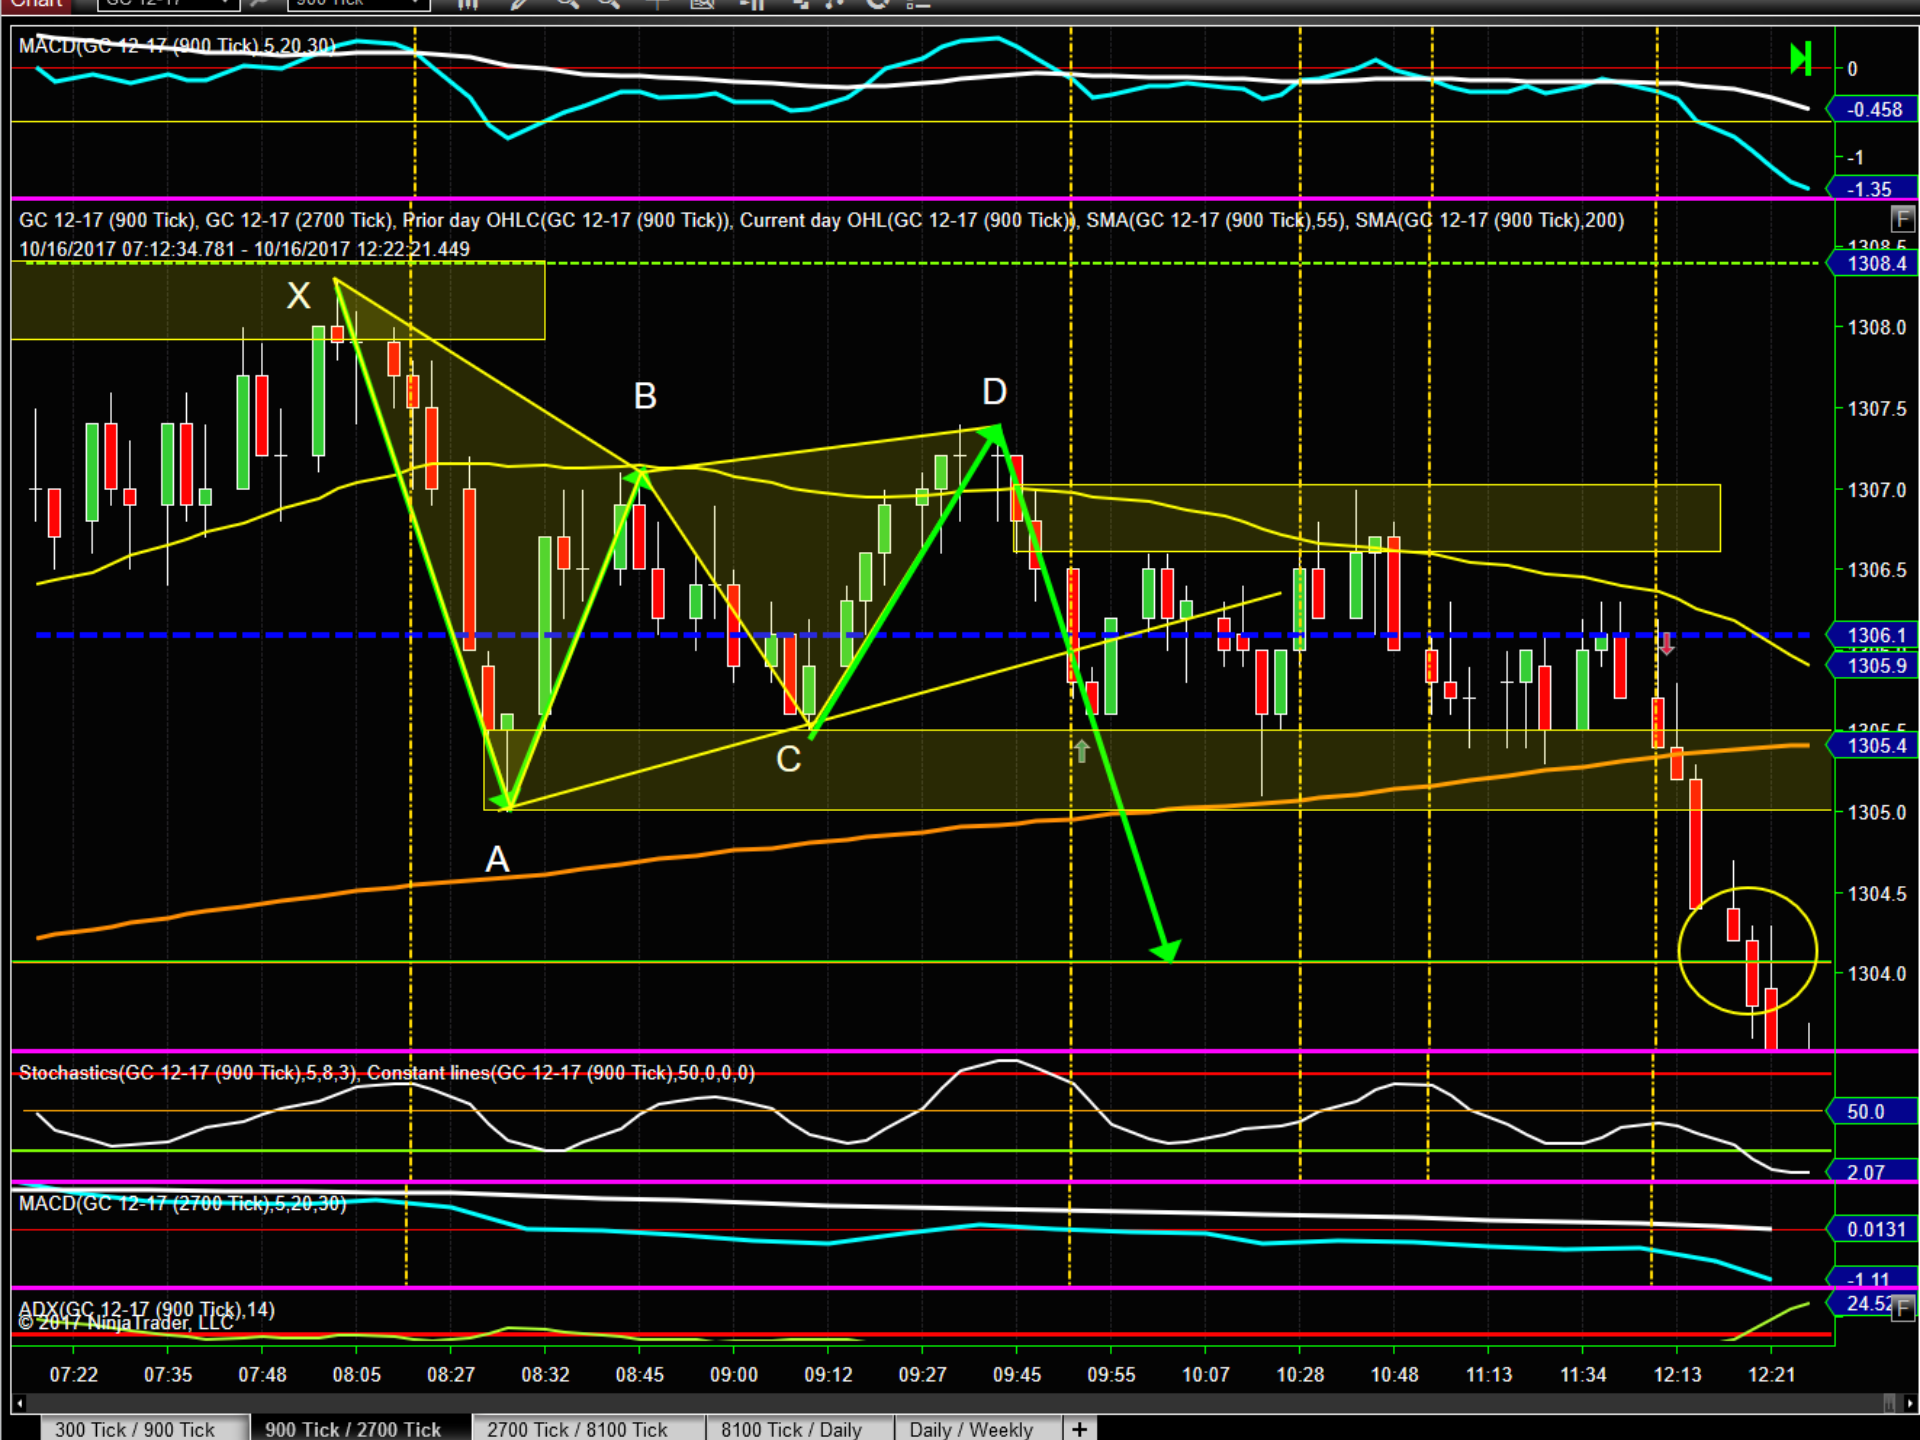 Chart
GC 12-17
900 Tick
MACD(GC 12-17 (900 Tick),5,20,30)
0
-0.458
-1
-1.35
GC 12-17 (900 Tick), GC 12-17 (2700 Tick), Prior day OHLC(GC 12-17 (900 Tick)), Current day OHL(GC 12-17 (900 Tick)), SMA(GC 12-17 (900 Tick),55), SMA(GC 12-17 (900 Tick),200)
F
10/16/2017 07:12:34.781 - 10/16/2017 12:22:21.449
1308.5
1308.4
X
1308.0
B
D
1307.5
1307.0
1306.5
1306.1
1305.9
1305.5
1305.4
C
1305.0
A
1304.5
1304.0
Stochastics(GC 12-17 (900 Tick),5,8,3), Constant lines(GC 12-17 (900 Tick),50,0,0,0)
50.0
2.07
MACD(GC 12-17 (2700 Tick),5,20,30)
0.0131
-1.11
ADX(GC 12-17 (900 Tick),14)
24.52
F
© 2017 NinjaTrader, LLC
07:22 07:35 07:48 08:05 08:27 08:32 08:45 09:00 09:12 09:27 09:45 09:55 10:07 10:28 10:48 11:13 11:34 12:13 12:21
300 Tick / 900 Tick 900 Tick / 2700 Tick 2700 Tick / 8100 Tick 8100 Tick / Daily Daily / Weekly +